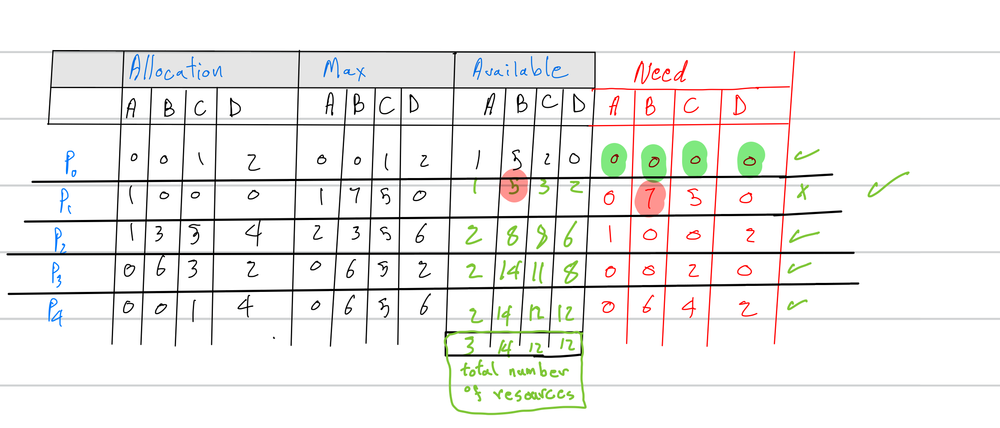 Allocation Max Available Need
A B C D A B C D A B C D A B C D
P0 0 0 1 2 0 0 1 2 1 5 2 0 0 0 0 0 ✓
P1 1 0 0 0 1 7 5 0 1 5 3 2 0 7 5 0 x ✓
P2 1 3 5 4 2 3 5 6 2 8 8 6 1 0 0 2 ✓
P3 0 6 3 2 0 6 5 2 2 14 11 8 0 0 2 0 ✓
P4 0 0 1 4 0 6 5 6 2 14 12 12 0 6 4 2 ✓
3 14 12 12
total number
of resources